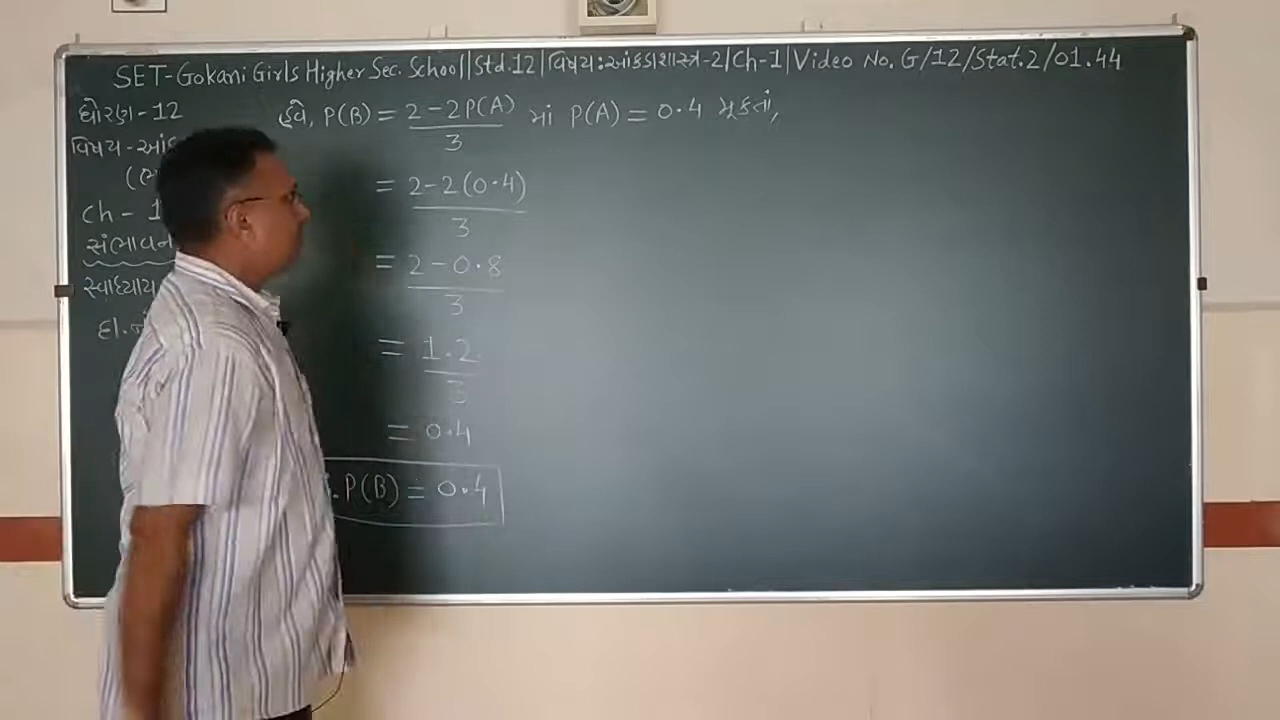 SET-Gokani Girls Higher Sec. School||Std.12|વિષય:આંકડાશાસ્ત્ર-2|Ch-1|Video No. G/12/Stat.2/01.44
ધોરણ-12
વિષય-
Ch-1
સ્વાધ્યાય
હવે, P(B) = 2-2P(A)/3 માં P(A) = 0.4 મૂકતાં,
= 2-2(0.4)/3
= 2-0.8/3
= 1.2/3
= 0.4
P(B) = 0.4